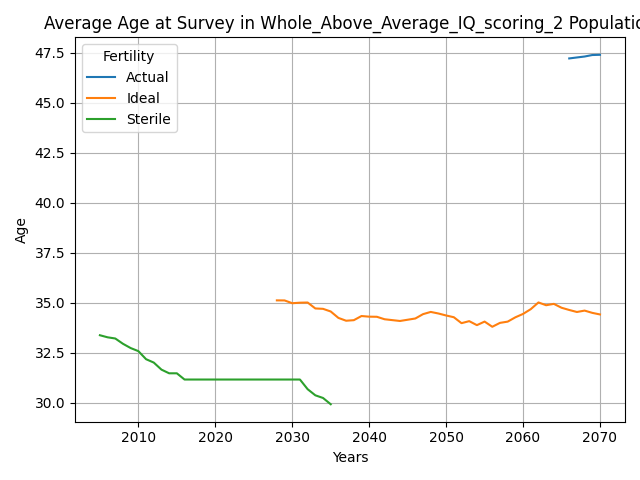 Average Age at Survey in Whole_Above_Average_IQ_scoring_2 Populatio
Fertility
Actual
Ideal
Sterile
47.5
45.0
42.5
40.0
37.5
35.0
32.5
30.0
Age
2010 2020 2030 2040 2050 2060 2070
Years